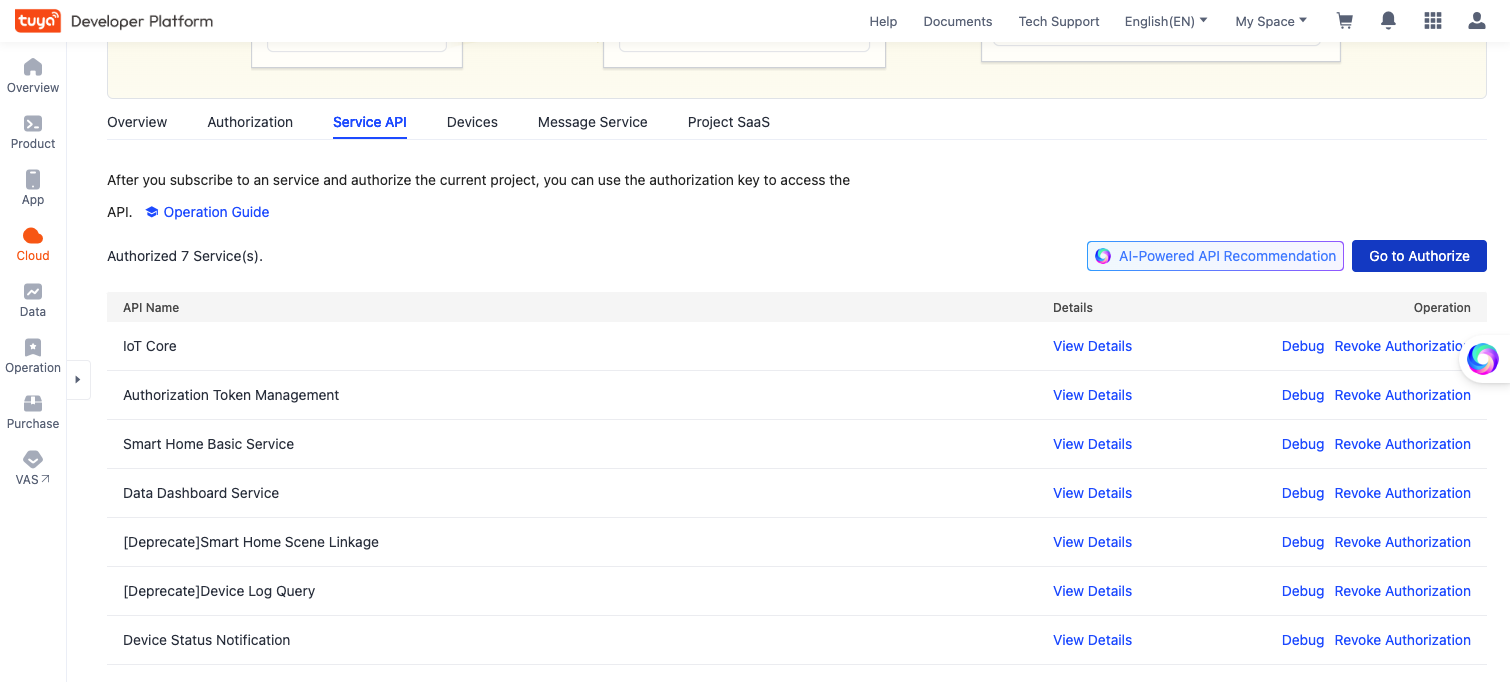 tuya Developer Platform
Help Documents Tech Support English(EN) My Space
Overview
Product
App
Cloud
Data
Operation
Purchase
VAS
Overview Authorization Service API Devices Message Service Project SaaS
After you subscribe to an service and authorize the current project, you can use the authorization key to access the
API. Operation Guide
Authorized 7 Service(s).
AI-Powered API Recommendation Go to Authorize
API Name Details Operation
IoT Core View Details Debug Revoke Authorization
Authorization Token Management View Details Debug Revoke Authorization
Smart Home Basic Service View Details Debug Revoke Authorization
Data Dashboard Service View Details Debug Revoke Authorization
[Deprecate]Smart Home Scene Linkage View Details Debug Revoke Authorization
[Deprecate]Device Log Query View Details Debug Revoke Authorization
Device Status Notification View Details Debug Revoke Authorization